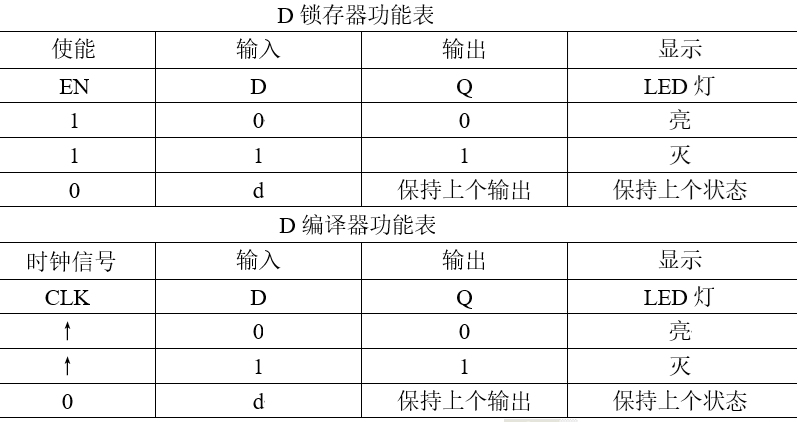 D 锁存器功能表
使能 输入 输出 显示
EN D Q LED 灯
1 0 0 亮
1 1 1 灭
0 d 保持上个输出 保持上个状态
D 编译器功能表
时钟信号 输入 输出 显示
CLK D Q LED 灯
↑ 0 0 亮
↑ 1 1 灭
0 d 保持上个输出 保持上个状态